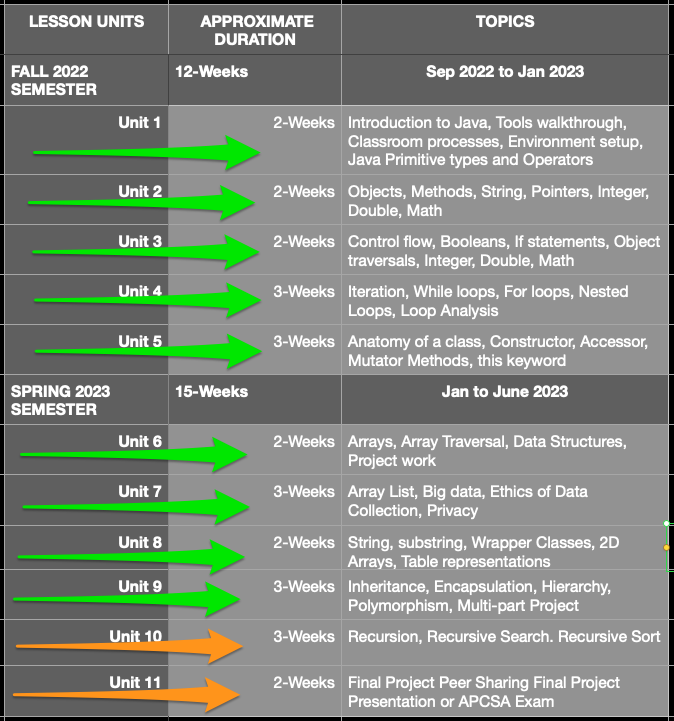 LESSON UNITS APPROXIMATE DURATION TOPICS
FALL 2022 SEMESTER 12-Weeks Sep 2022 to Jan 2023
Unit 1 2-Weeks Introduction to Java, Tools walkthrough,
Classroom processes, Environment setup,
Java Primitive types and Operators
Unit 2 2-Weeks Objects, Methods, String, Pointers, Integer,
Double, Math
Unit 3 2-Weeks Control flow, Booleans, If statements, Object
traversals, Integer, Double, Math
Unit 4 3-Weeks Iteration, While loops, For loops, Nested
Loops, Loop Analysis
Unit 5 3-Weeks Anatomy of a class, Constructor, Accessor,
Mutator Methods, this keyword
SPRING 2023 SEMESTER 15-Weeks Jan to June 2023
Unit 6 2-Weeks Arrays, Array Traversal, Data Structures,
Project work
Unit 7 3-Weeks Array List, Big data, Ethics of Data
Collection, Privacy
Unit 8 2-Weeks String, substring, Wrapper Classes, 2D
Arrays, Table representations
Unit 9 3-Weeks Inheritance, Encapsulation, Hierarchy,
Polymorphism, Multi-part Project
Unit 10 3-Weeks Recursion, Recursive Search. Recursive Sort
Unit 11 2-Weeks Final Project Peer Sharing Final Project
Presentation or APCSA Exam